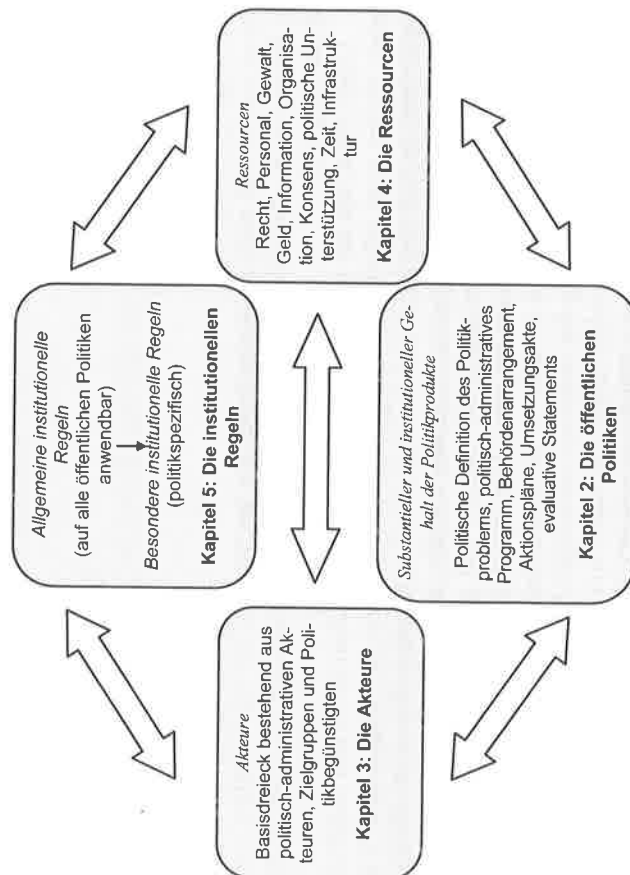 Allgemeine institutionelle
Regeln
(auf alle öffentlichen Politiken
anwendbar)
Besondere institutionelle Regeln
(politikspezifisch)
Kapitel 5: Die institutionellen
Regeln
Akteure
Basisdreieck bestehend aus
politisch-administrativen Ak-
teuren, Zielgruppen und Poli-
tikbegünstigten
Kapitel 3: Die Akteure
Ressourcen
Recht, Personal, Gewalt,
Geld, Information, Organisa-
tion, Konsens, politische Un-
terstützung, Zeit, Infrastruk-
tur
Kapitel 4: Die Ressourcen
Substantieller und institutioneller Ge-
halt der Politikprodukte
Politische Definition des Politik-
problems, politisch-administratives
Programm, Behördenarrangement,
Aktionspläne, Umsetzungsakte,
evaluative Statements
Kapitel 2: Die öffentlichen
Politiken